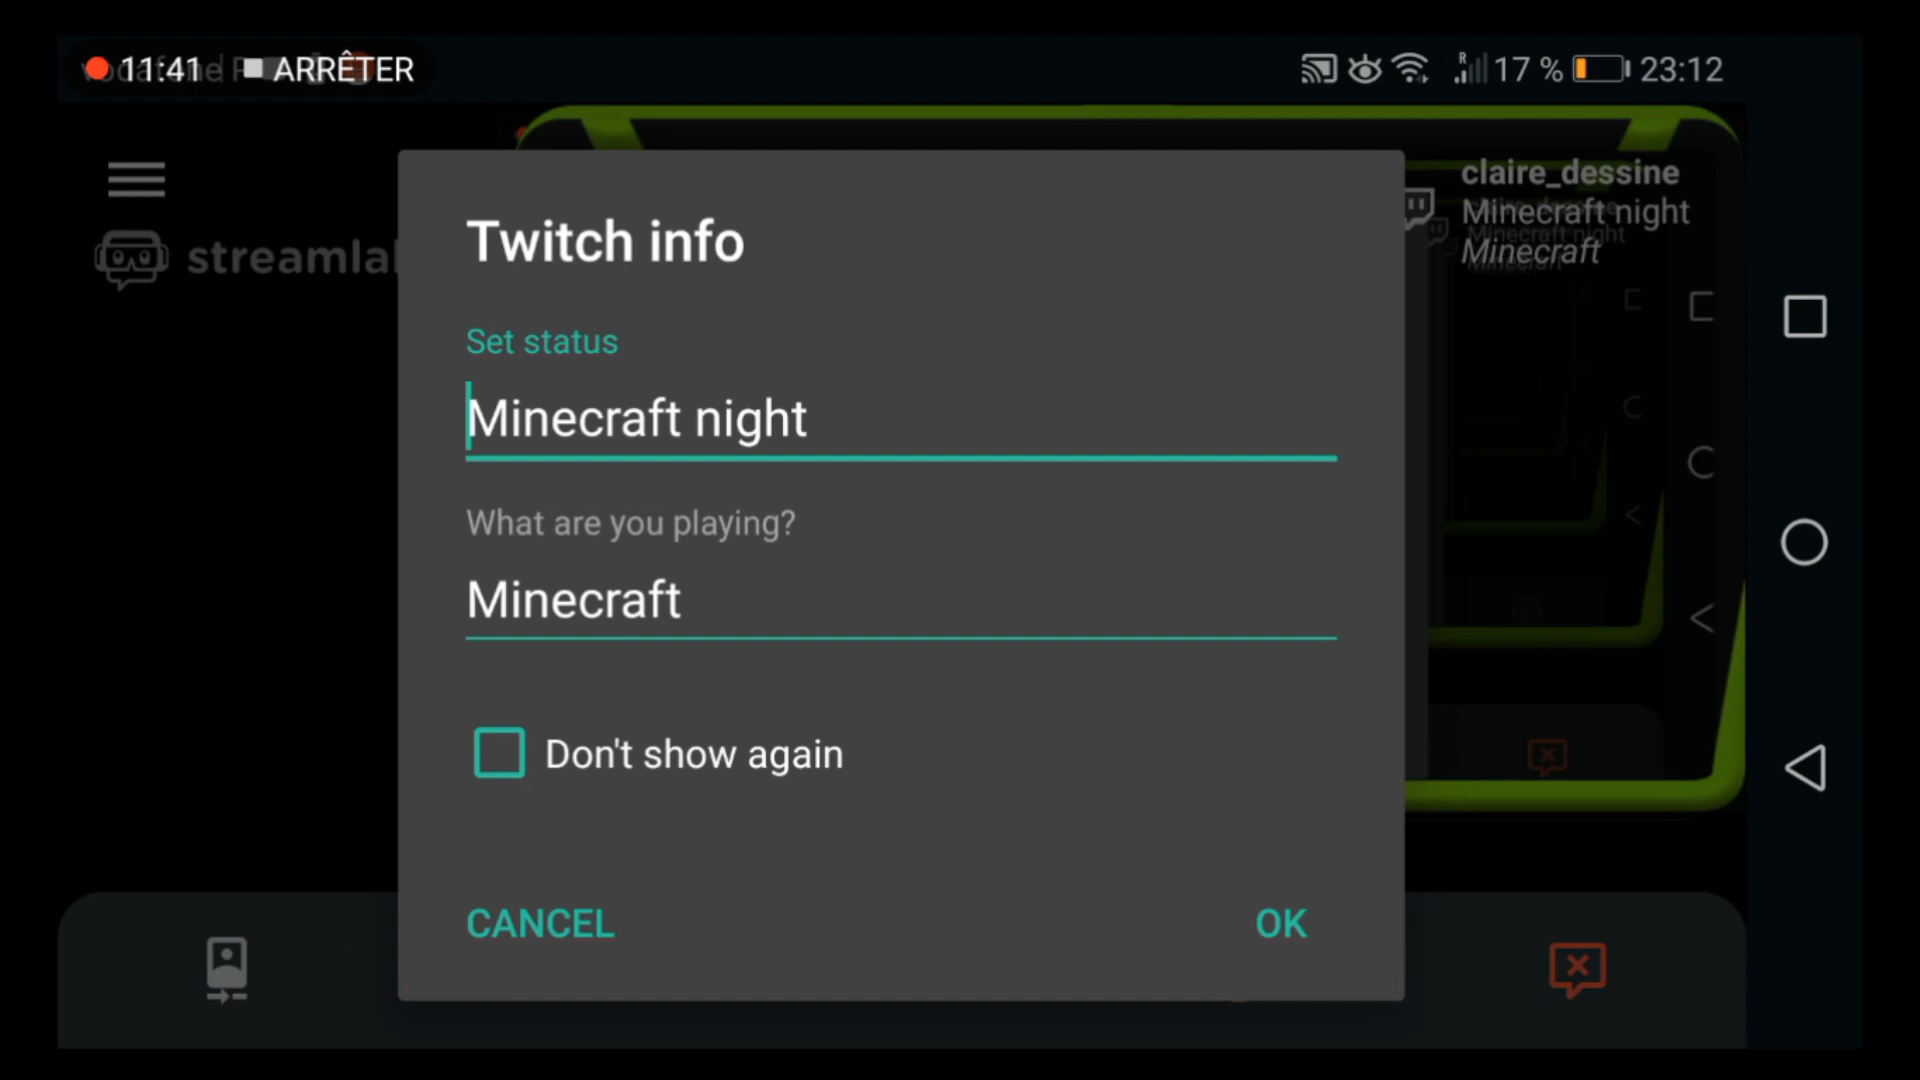 11:41 ARRÊTER
17 % 23:12
claire_dessine
Minecraft night
Minecraft
Twitch info
Set status
Minecraft night
What are you playing?
Minecraft
Don't show again
CANCEL OK